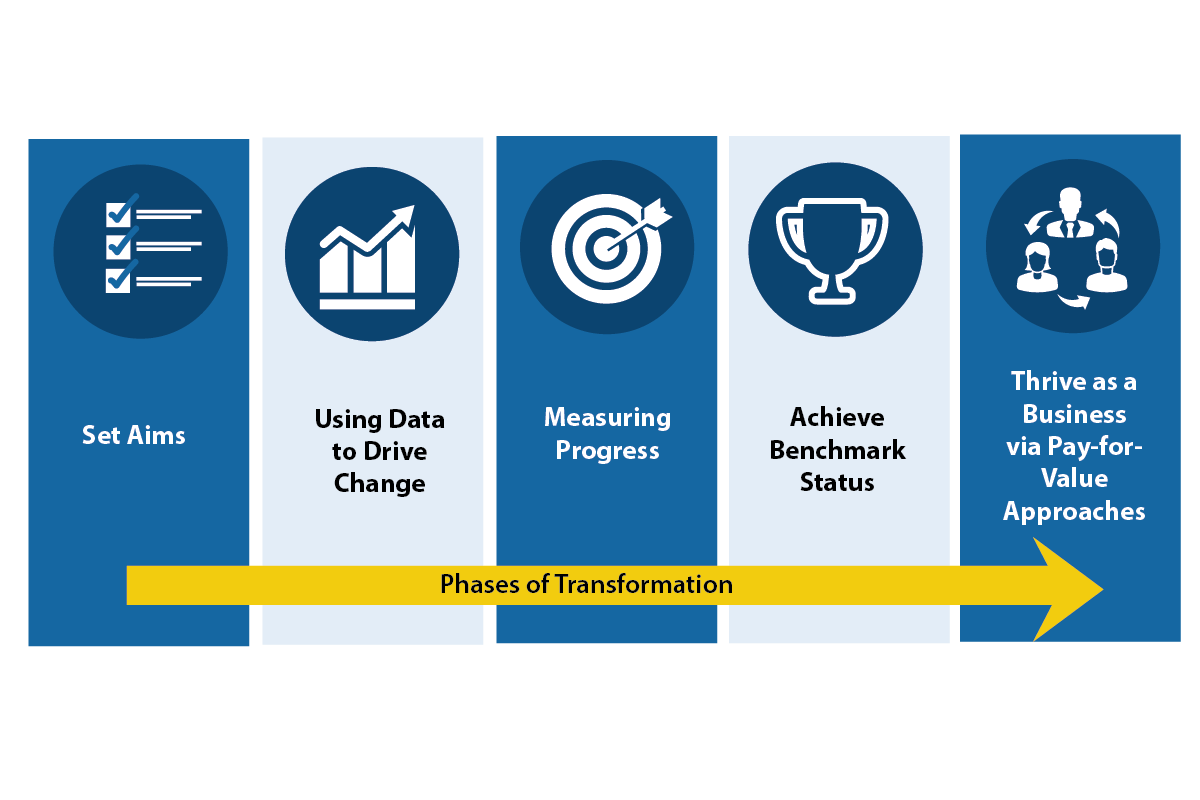 Set Aims
Using Data
to Drive
Change
Measuring
Progress
Achieve
Benchmark
Status
Thrive as a
Business
via Pay-for-
Value
Approaches
Phases of Transformation